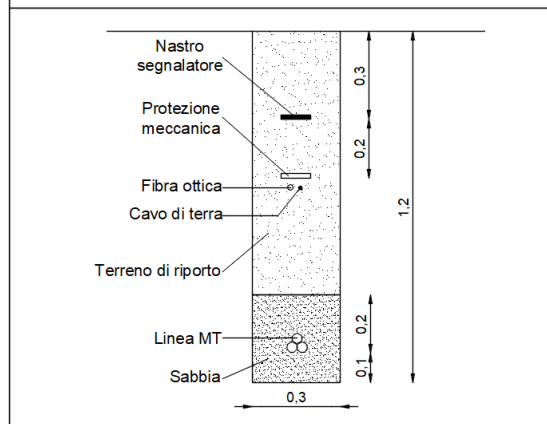 Nastro
segnalatore
0,3
Protezione
meccanica
0,2
Fibra ottica
Cavo di terra
1,2
Terreno di riporto
0,2
Linea MT
0,1
Sabbia
0,3